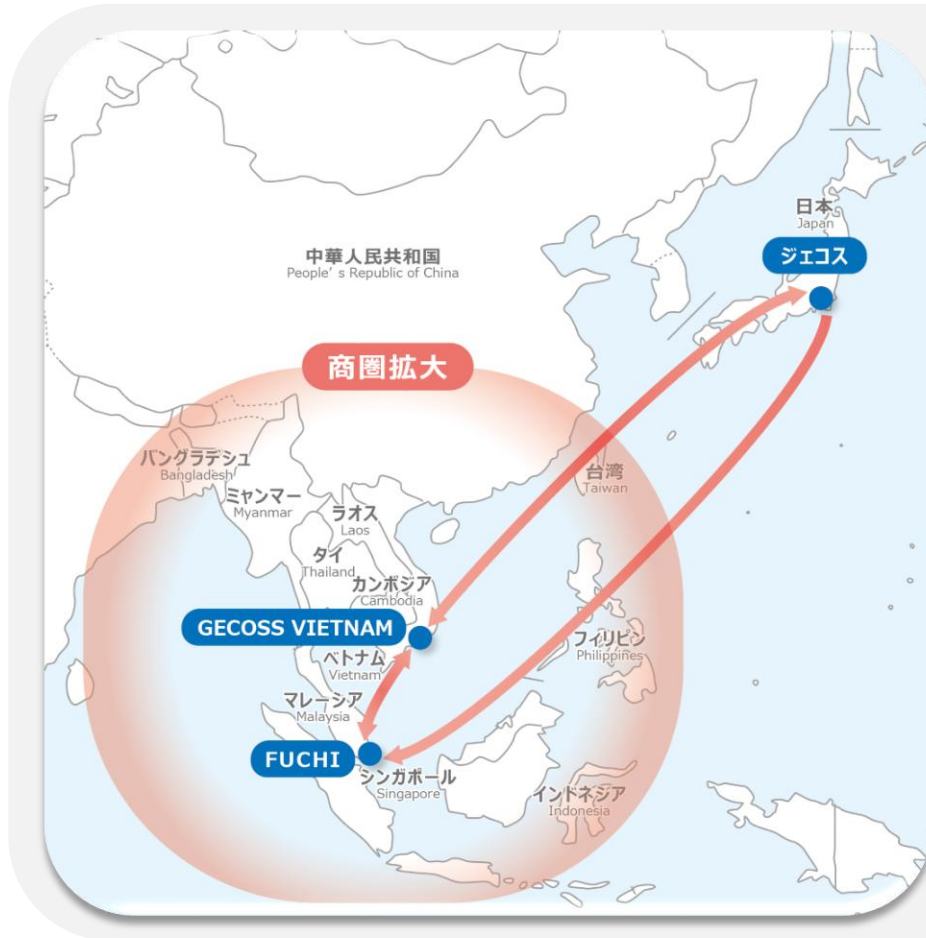 日本
Japan
ジェコス
中華人民共和国
People’s Republic of China
商圏拡大
バングラデシュ
Bangladesh
ミャンマー
Myanmar
ラオス
Laos
台湾
Taiwan
タイ
Thailand
カンボジア
Cambodia
GECOSS VIETNAM
フィリピン
Philippines
ベトナム
Vietnam
マレーシア
Malaysia
FUCHI
シンガポール
Singapore
インドネシア
Indonesia